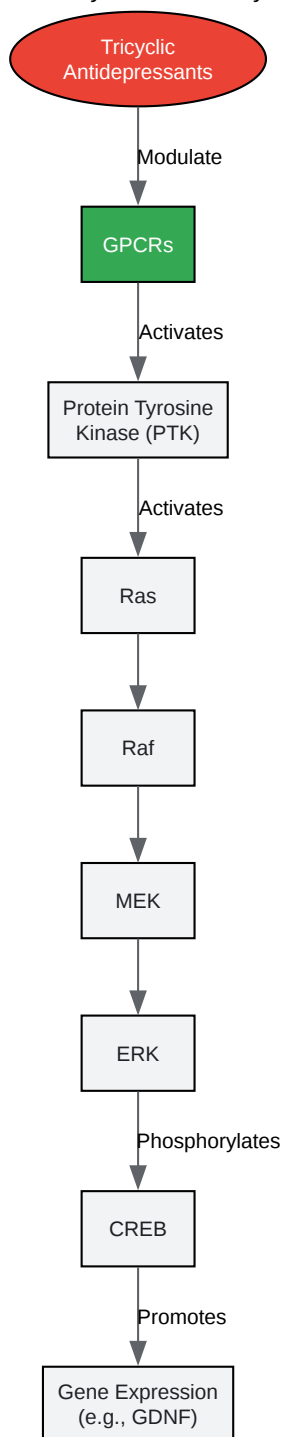 Tricyclic
Antidepressants
Modulate
GPCRs
Activates
Protein Tyrosine
Kinase (PTK)
Activates
Ras
Raf
MEK
ERK
Phosphorylates
CREB
Promotes
Gene Expression
(e.g., GDNF)